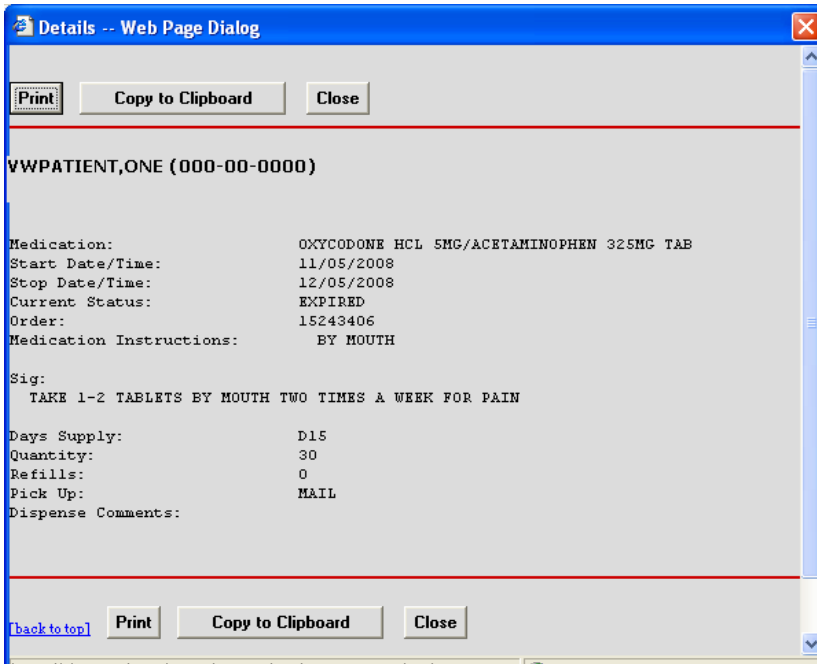 Details -- Web Page Dialog
Print Copy to Clipboard Close
VWPATIENT,ONE (000-00-0000)
Medication: OXYCODONE HCL 5MG/ACETAMINOPHEN 325MG TAB
Start Date/Time: 11/05/2008
Stop Date/Time: 12/05/2008
Current Status: EXPIRED
Order: 15243406
Medication Instructions: BY MOUTH
Sig:
TAKE 1-2 TABLETS BY MOUTH TWO TIMES A WEEK FOR PAIN
Days Supply: D15
Quantity: 30
Refills: 0
Pick Up: MAIL
Dispense Comments:
[back to top] Print Copy to Clipboard Close